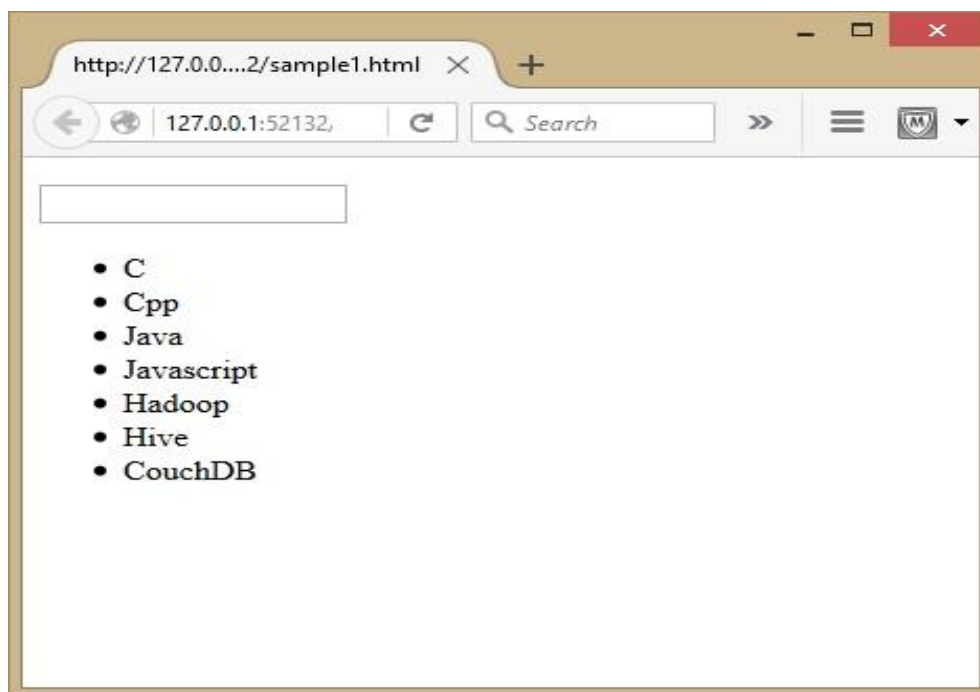 http://127.0.0....2/sample1.html
127.0.0.1:52132,
Search
C
Cpp
Java
Javascript
Hadoop
Hive
CouchDB